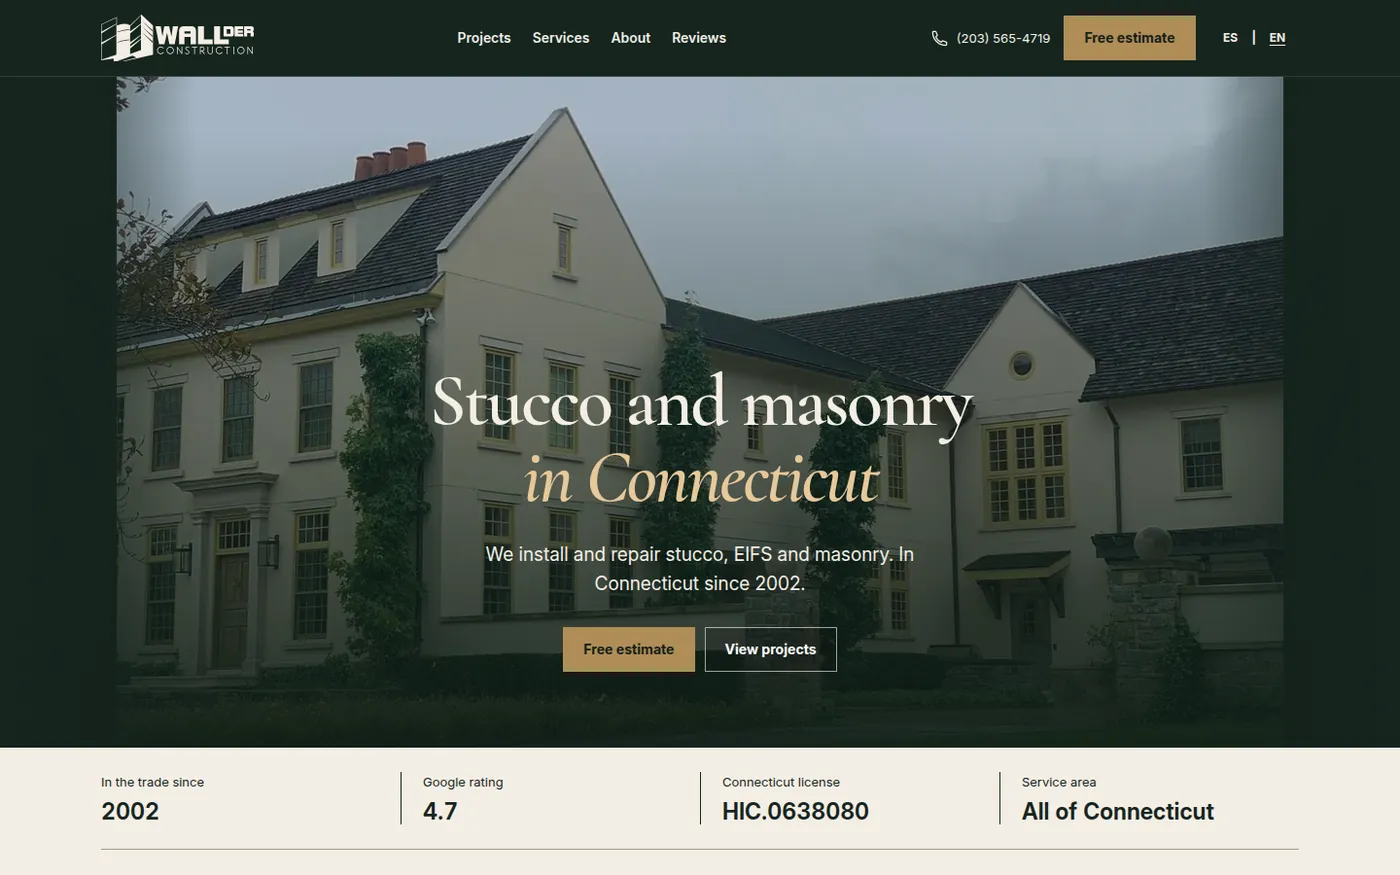 WALLDER
CONSTRUCTION
Projects
Services
About
Reviews
(203) 565-4719
Free estimate
ES | EN
Stucco and masonry
in Connecticut
We install and repair stucco, EIFS and masonry. In
Connecticut since 2002.
Free estimate
View projects
In the trade since
2002
Google rating
4.7
Connecticut license
HIC.0638080
Service area
All of Connecticut